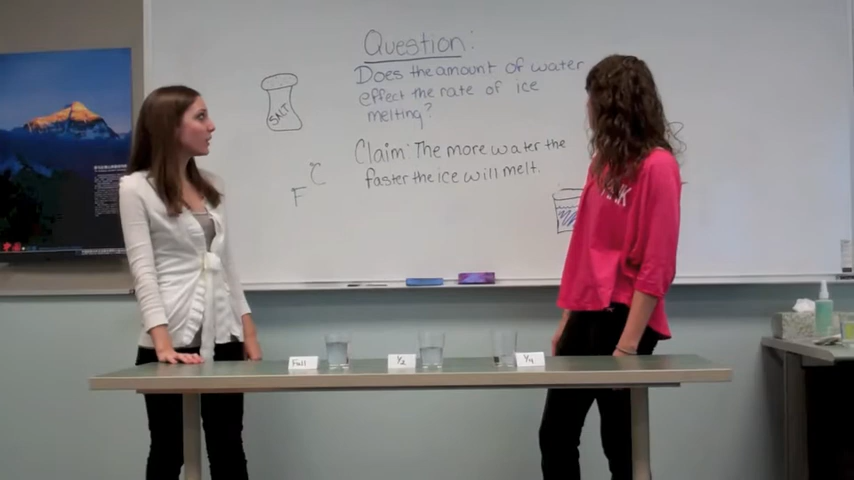 Question:
Does the amount of water
effect the rate of ice
melting?
SALT
Claim: The more water the
faster the ice will melt.
°C
F
Full
1/2
1/4